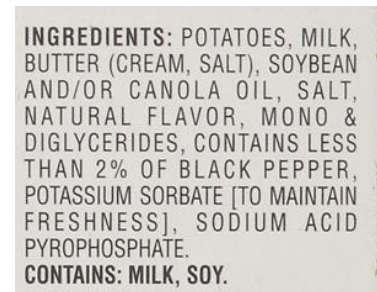 INGREDIENTS: POTATOES, MILK,
BUTTER (CREAM, SALT), SOYBEAN
AND/OR CANOLA OIL, SALT,
NATURAL FLAVOR, MONO &
DIGLYCERIDES, CONTAINS LESS
THAN 2% OF BLACK PEPPER,
POTASSIUM SORBATE [TO MAINTAIN
FRESHNESS], SODIUM ACID
PYROPHOSPHATE.
CONTAINS: MILK, SOY.